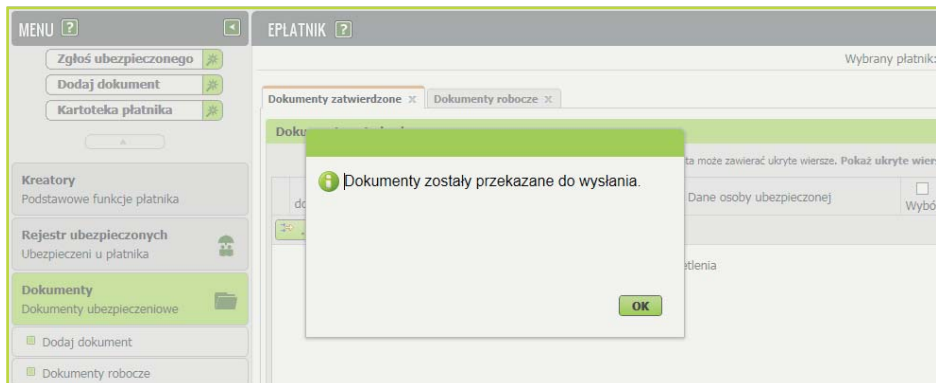 MENU ?
EPLATNIK ?
Zgłoś ubezpieczonego
Dodaj dokument
Kartoteka płatnika
Wybrany płatnik:
Dokumenty zatwierdzone x
Dokumenty robocze x
ta może zawierać ukryte wiersze. Pokaż ukryte wier
Kreatory
Podstawowe funkcje płatnika
Rejestr ubezpieczonych
Ubezpieczeni u płatnika
Dokumenty
Dokumenty ubezpieczeniowe
Dodaj dokument
Dokumenty robocze
Dokumenty zostały przekazane do wysłania.
OK
Dane osoby ubezpieczonej
Wybó
etlenia